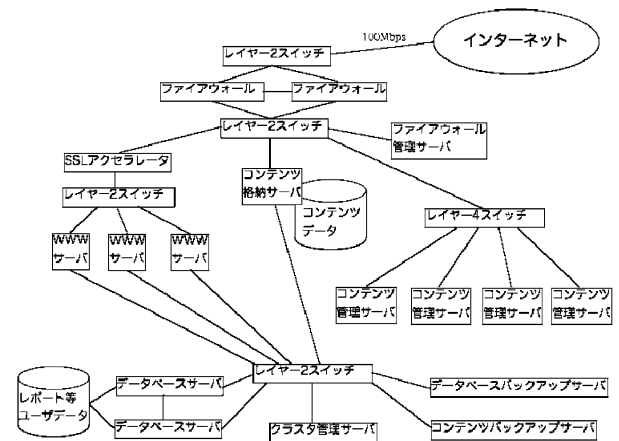 100Mbps
インターネット
レイヤー2スイッチ
ファイアウォール
ファイアウォール
レイヤー2スイッチ
ファイアウォール
管理サーバ
SSLアクセラレータ
レイヤー2スイッチ
コンテンツ
格納サーバ
コンテンツ
データ
レイヤー4スイッチ
WWW
サーバ
WWW
サーバ
WWW
サーバ
コンテンツ
管理サーバ
コンテンツ
管理サーバ
コンテンツ
管理サーバ
コンテンツ
管理サーバ
レイヤー2スイッチ
レポート等
ユーザデータ
データベースサーバ
データベースサーバ
クラスタ管理サーバ
データベースバックアップサーバ
コンテンツバックアップサーバ